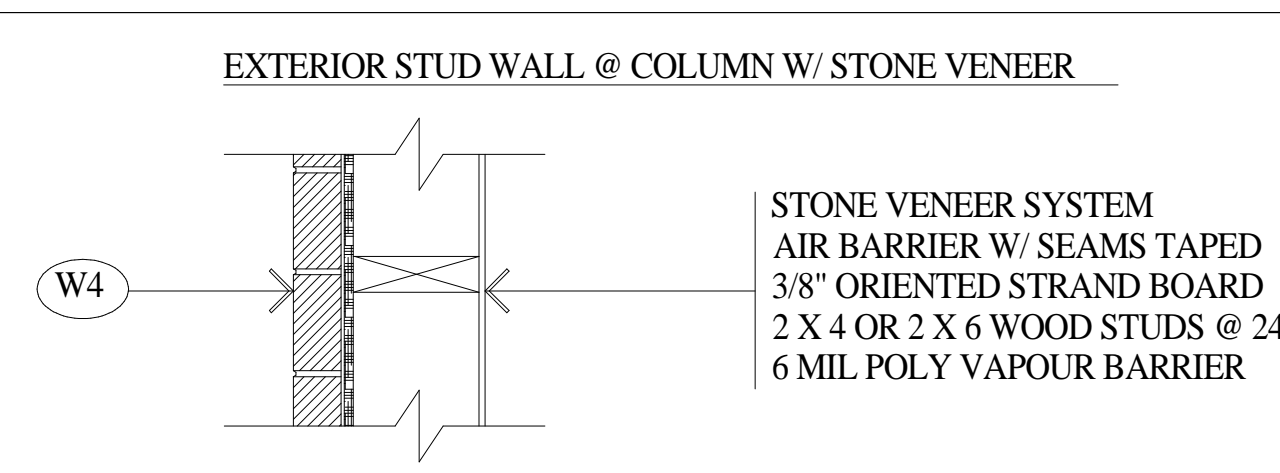 EXTERIOR STUD WALL @ COLUMN W/ STONE VENEER
W4
STONE VENEER SYSTEM
AIR BARRIER W/ SEAMS TAPED
3/8" ORIENTED STRAND BOARD
2 X 4 OR 2 X 6 WOOD STUDS @ 24
6 MIL POLY VAPOUR BARRIER